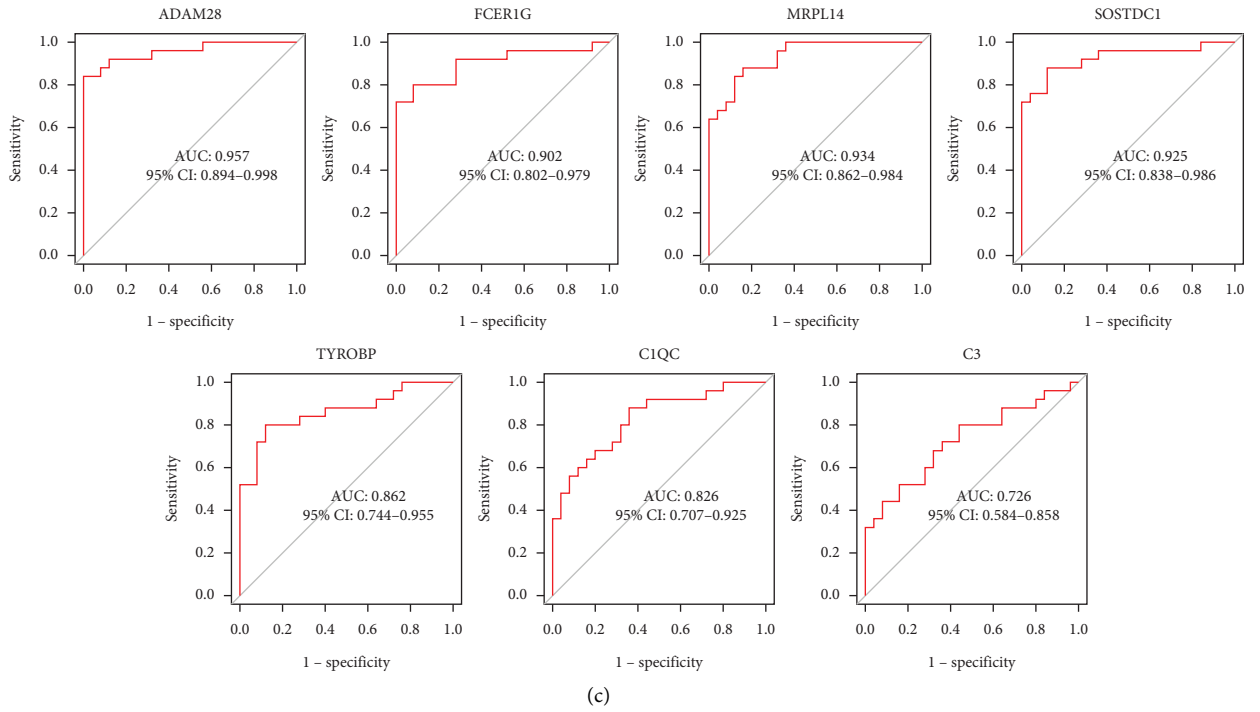 ADAM28
FCER1G
MRPL14
SOSTDC1
Sensitivity
1.0
0.8
0.6
0.4
0.2
0.0
AUC: 0.957
95% CI: 0.894–0.998
0.0 0.2 0.4 0.6 0.8 1.0
1 – specificity
Sensitivity
1.0
0.8
0.6
0.4
0.2
0.0
AUC: 0.902
95% CI: 0.802–0.979
0.0 0.2 0.4 0.6 0.8 1.0
1 – specificity
Sensitivity
1.0
0.8
0.6
0.4
0.2
0.0
AUC: 0.934
95% CI: 0.862–0.984
0.0 0.2 0.4 0.6 0.8 1.0
1 – specificity
Sensitivity
1.0
0.8
0.6
0.4
0.2
0.0
AUC: 0.925
95% CI: 0.838–0.986
0.0 0.2 0.4 0.6 0.8 1.0
1 – specificity
TYROBP
C1QC
C3
Sensitivity
1.0
0.8
0.6
0.4
0.2
0.0
AUC: 0.862
95% CI: 0.744–0.955
0.0 0.2 0.4 0.6 0.8 1.0
1 – specificity
Sensitivity
1.0
0.8
0.6
0.4
0.2
0.0
AUC: 0.826
95% CI: 0.707–0.925
0.0 0.2 0.4 0.6 0.8 1.0
1 – specificity
Sensitivity
1.0
0.8
0.6
0.4
0.2
0.0
AUC: 0.726
95% CI: 0.584–0.858
0.0 0.2 0.4 0.6 0.8 1.0
1 – specificity
(c)